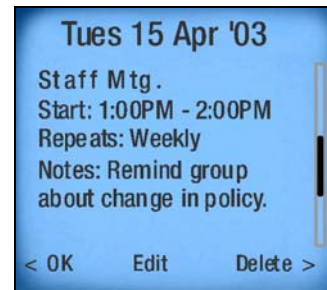 Tues 15 Apr '03
Staff Mtg.
Start: 1:00PM - 2:00PM
Repeats: Weekly
Notes: Remind group
about change in policy.
< OK Edit Delete >